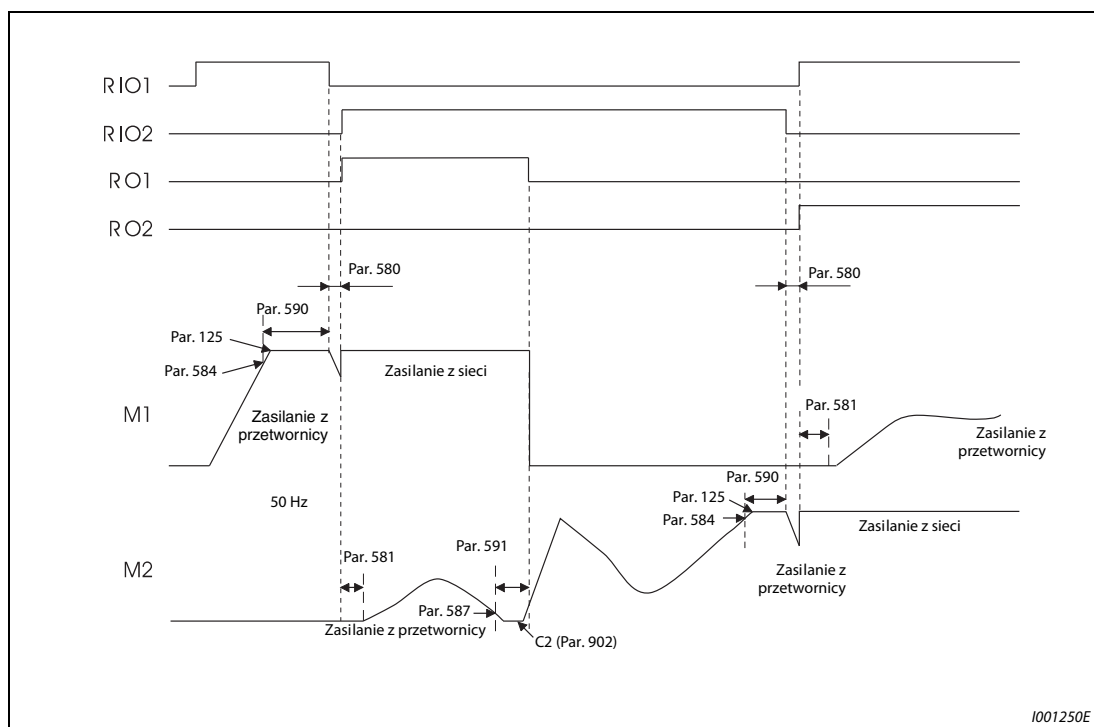 RIO1
RIO2
RO1
RO2
Par. 580
Par. 580
Par. 590
Par. 125
Par. 584
Zasilanie z sieci
M1
Zasilanie z
przetwornicy
Par. 581
Zasilanie z
przetwornicy
Par. 590
50 Hz
Par. 125
Par. 584
Zasilanie z sieci
Par. 581
Par. 591
M2
Zasilanie z
przetwornicy
Par. 587
Zasilanie z przetwornicy
C2 (Par. 902)
I001250E